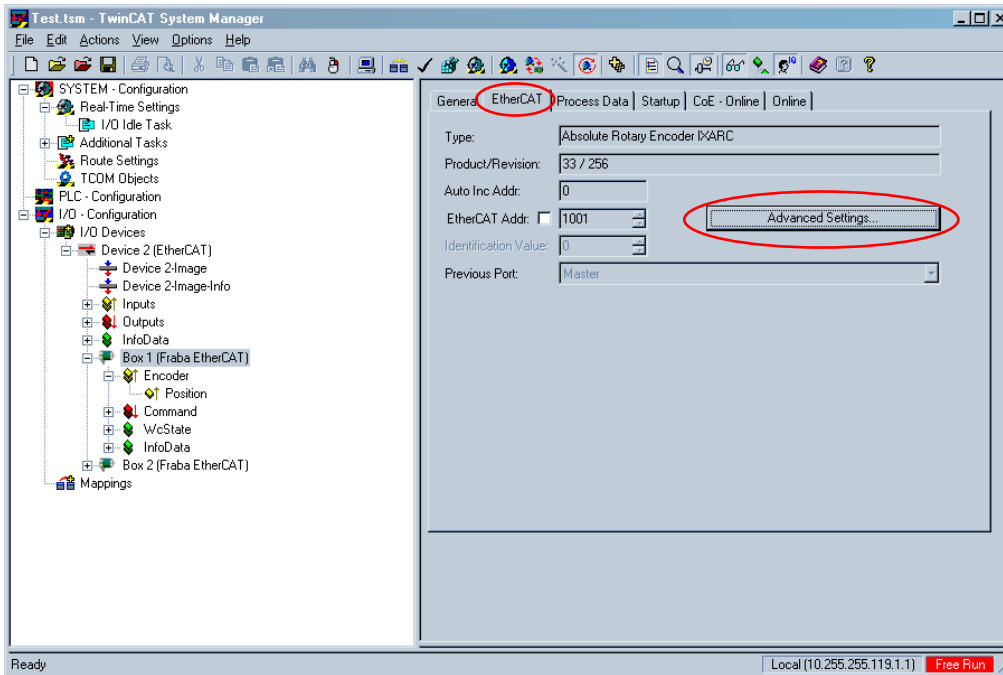 Test.tsm - TwinCAT System Manager
File Edit Actions View Options Help
SYSTEM - Configuration
Real-Time Settings
I/O Idle Task
Additional Tasks
Route Settings
TCOM Objects
PLC - Configuration
I/O - Configuration
I/O Devices
Device 2 (EtherCAT)
Device 2-Image
Device 2-Image-Info
Inputs
Outputs
InfoData
Box 1 (Fraba EtherCAT)
Encoder
Position
Command
WcState
InfoData
Box 2 (Fraba EtherCAT)
Mappings
General EtherCAT Process Data Startup CoE - Online Online
Type: Absolute Rotary Encoder IXARC
Product/Revision: 33 / 256
Auto Inc Addr: 0
EtherCAT Addr: 1001 Advanced Settings...
Identification Value: 0
Previous Port: Master
Ready Local (10.255.255.119.1.1) Free Run